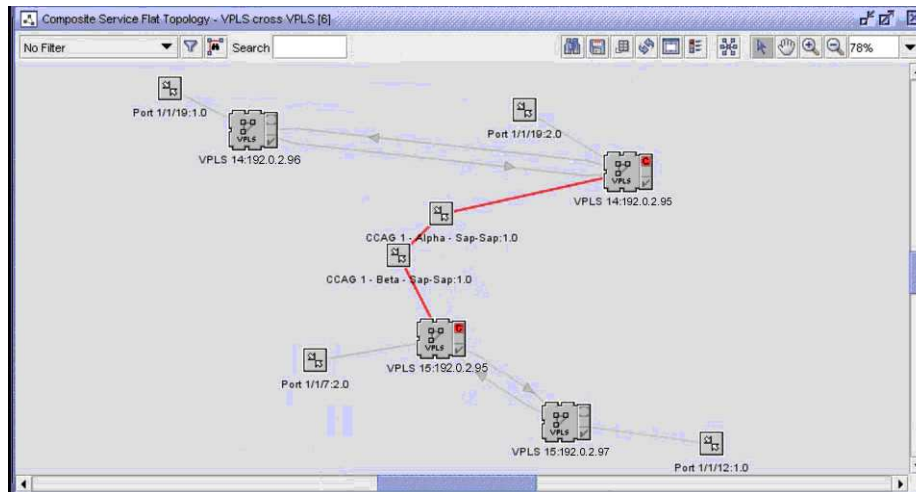 Composite Service Flat Topology - VPLS cross VPLS [6]
No Filter
Search
78%
Port 1/1/19:1.0
VPLS
VPLS 14:192.0.2.96
Port 1/1/19:2.0
C
VPLS
VPLS 14:192.0.2.95
CCAG 1 - Alpha - Sap-Sap:1.0
CCAG 1 - Beta - Sap-Sap:1.0
C
VPLS
VPLS 15:192.0.2.95
Port 1/1/7:2.0
VPLS
VPLS 15:192.0.2.97
Port 1/1/12:1.0